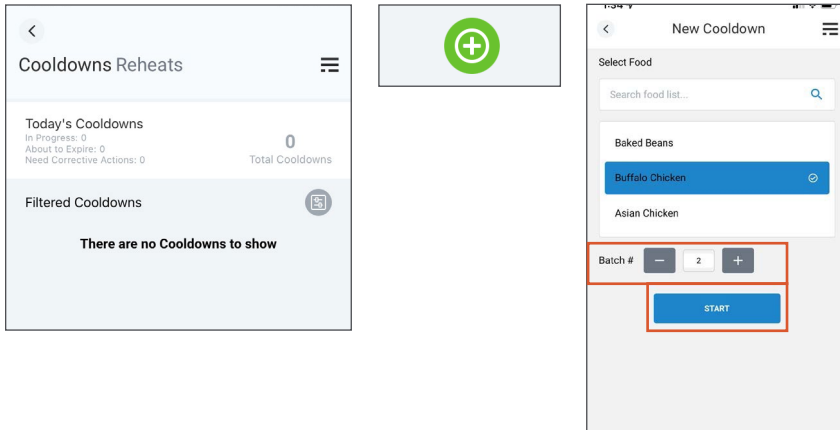 Cooldowns Reheats
Today's Cooldowns
In Progress: 0
About to Expire: 0
Need Corrective Actions: 0
0
Total Cooldowns
Filtered Cooldowns
There are no Cooldowns to show
New Cooldown
Select Food
Search food list...
Baked Beans
Buffalo Chicken
Asian Chicken
Batch # 2
START